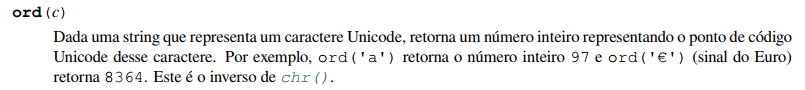 ord(c)
Dada uma string que representa um caractere Unicode, retorna um número inteiro representando o ponto de código
Unicode desse caractere. Por exemplo, ord('a') retorna o número inteiro 97 e ord('€') (sinal do Euro)
retorna 8364. Este é o inverso de chr().